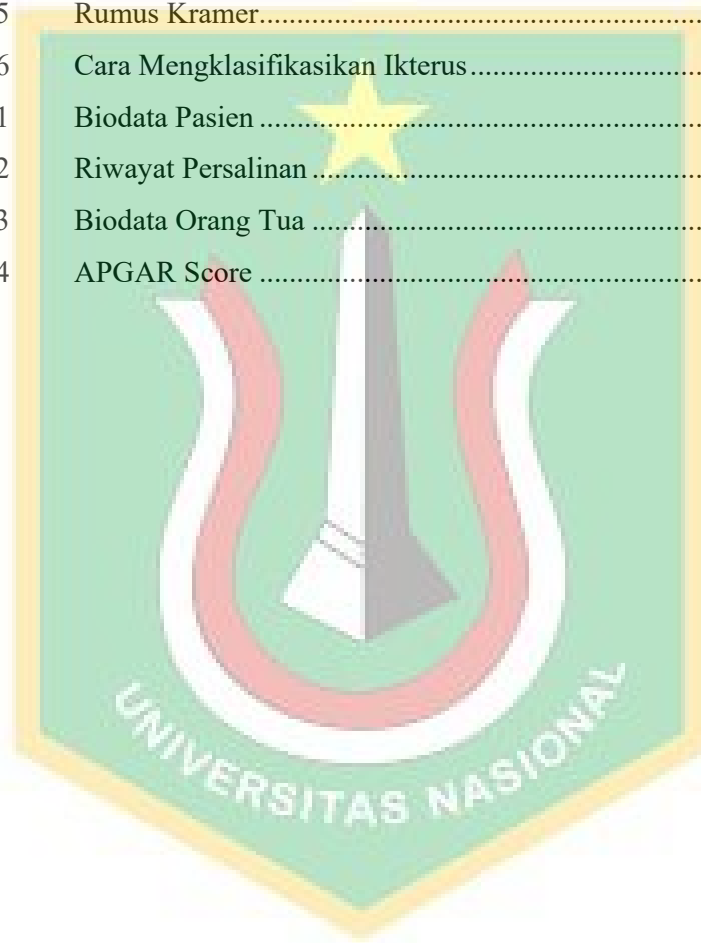 5 Rumus Kramer..........................................................
6 Cara Mengklasifikasikan Ikterus..............................
1 Biodata Pasien..........................................................
2 Riwayat Persalinan...................................................
3 Biodata Orang Tua...................................................
4 APGAR Score..........................................................
UNIVERSITAS NASIONAL